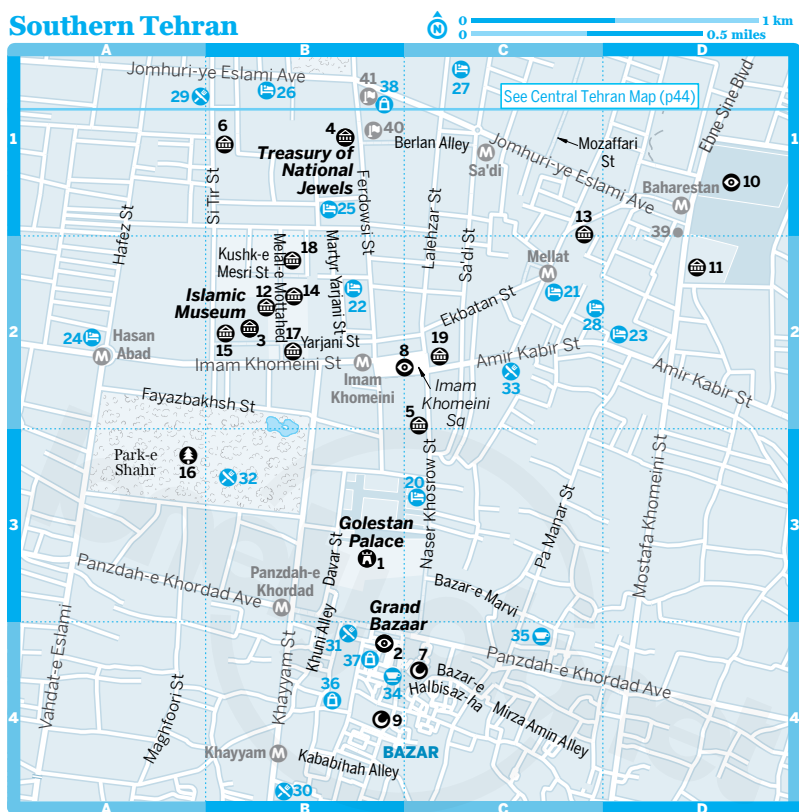 Southern Tehran
N
0 1 km
0 0.5 miles
A B C D
Jomhuri-ye Eslami Ave
41
38
27
29
26
See Central Tehran Map (p44)
1
6
4
40
Berlan Alley
Mozaffari
St
Ebne Sine Blvd
1
Treasury of
National
Jewels
Sa'di
Jomhuri-ye Eslami Ave
10
Baharestan
Si Tir St
Ferdowsi St
25
Hafez St
Lalehzar St
Sa'di St
13
39
Kushk-e
Mesri St
18
Melal-e Mottahed
Martyr Yarjani St
Mellat
11
Islamic
Museum
12
14
22
Ekbatan St
21
28
2
24
Hasan
Abad
15
3
17
Yarjani St
8
19
23
2
Imam Khomeini St
Imam
Khomeini
Imam
Khomeini
Sq
Amir Kabir St
33
Amir Kabir St
Fayazbakhsh St
5
Park-e
Shahr
16
32
20
Naser Khosrow St
Pa Manar St
Mostafa Khomeini St
3
3
Golestan
Palace
1
Davar St
Panzdah-e Khordad Ave
Panzdah-e
Khordad
Bazar-e Marvi
Grand
Bazaar
Khuni Alley
31
2
7
35
Panzdah-e Khordad Ave
37
34
36
Bazar-e
Halbisaz-ha
Vahdat-e Eslami
Maghfoori St
Khayyam St
4
9
Mirza Amin Alley
4
Khayyam
BAZAR
Kababihah Alley
30
A B C D